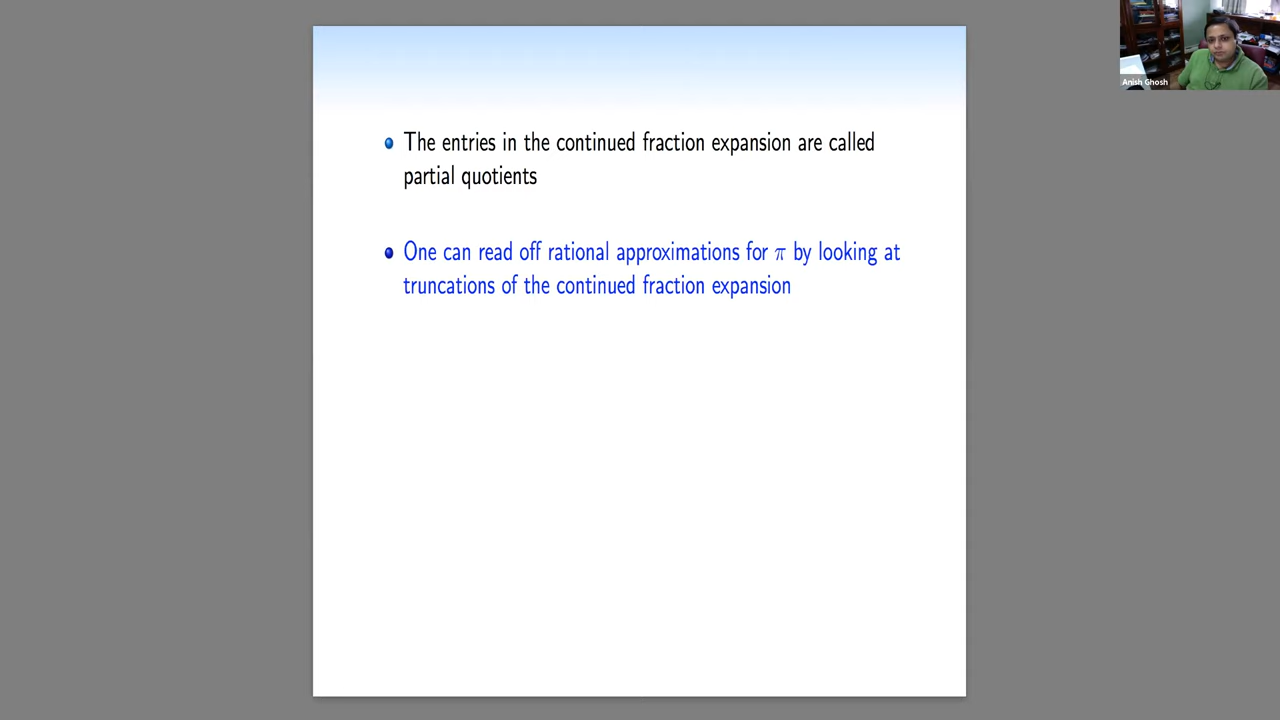 Anish Ghosh
The entries in the continued fraction expansion are called
partial quotients
One can read off rational approximations for π by looking at
truncations of the continued fraction expansion